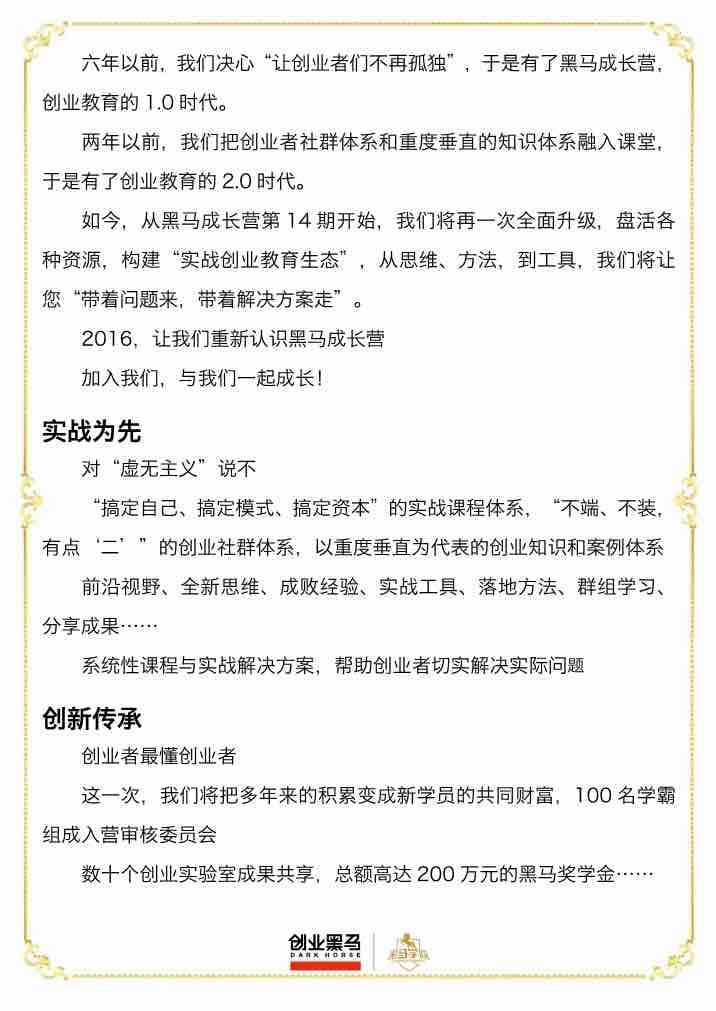 六年以前，我们决心“让创业者们不再孤独”，于是有了黑马成长营，
创业教育的 1.0 时代。
两年以前，我们把创业者社群体系和重度垂直的知识体系融入课堂，
于是有了创业教育的 2.0 时代。
如今，从黑马成长营第 14 期开始，我们将再一次全面升级，盘活各
种资源，构建“实战创业教育生态”，从思维、方法，到工具，我们将让
您“带着问题来，带着解决方案走”。
2016，让我们重新认识黑马成长营
加入我们，与我们一起成长！
实战为先
对“虚无主义”说不
“搞定自己、搞定模式、搞定资本”的实战课程体系，“不端、不装，
有点‘二’”的创业社群体系，以重度垂直为代表的创业知识和案例体系
前沿视野、全新思维、成败经验、实战工具、落地方法、群组学习、
分享成果……
系统性课程与实战解决方案，帮助创业者切实解决实际问题
创新传承
创业者最懂创业者
这一次，我们将把多年来的积累变成新学员的共同财富，100 名学霸
组成入营审核委员会
数十个创业实验室成果共享，总额高达 200 万元的黑马奖学金……
创业黑马
DARK HORSE
黑马学院